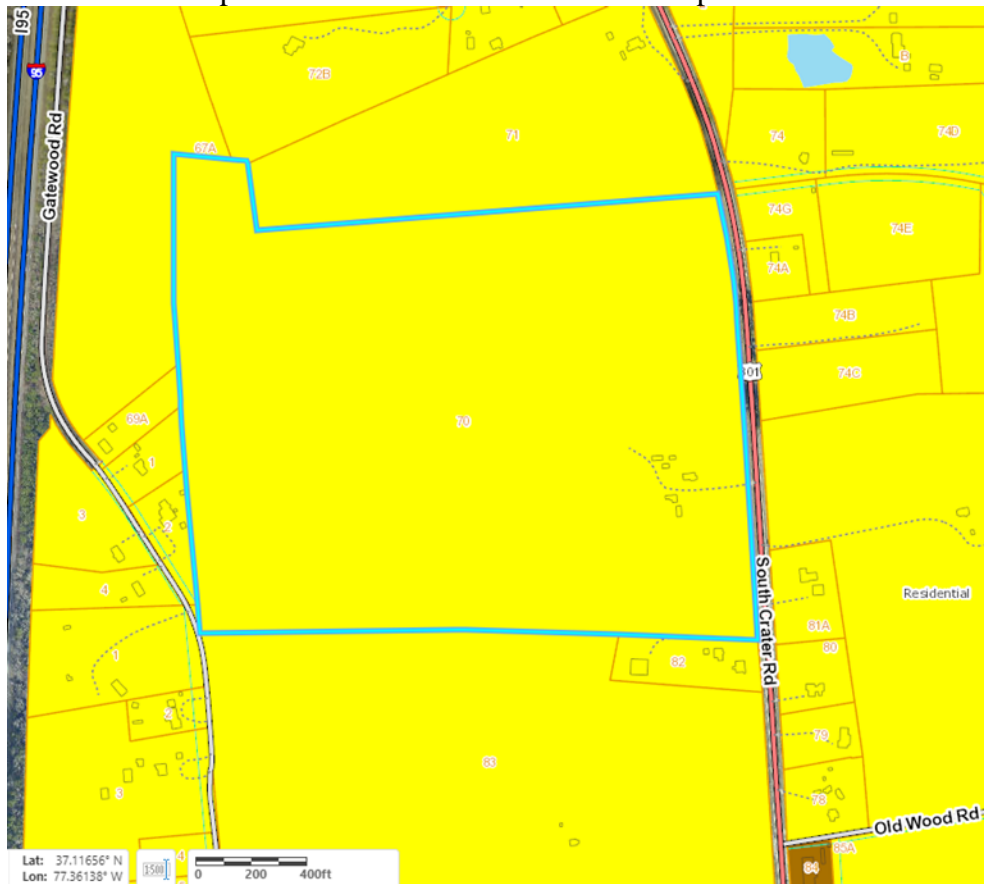 I95
95
Gatewood Rd
72B
B
67A
71
74
74D
74G
74E
74A
74B
301
74C
69A
70
1
3
2
4
Residential
South Crater Rd
81A
80
1
82
2
79
83
3
78
Old Wood Rd
4
85A
84
Lat: 37.11656° N
Lon: 77.36138° W
0 200 400ft